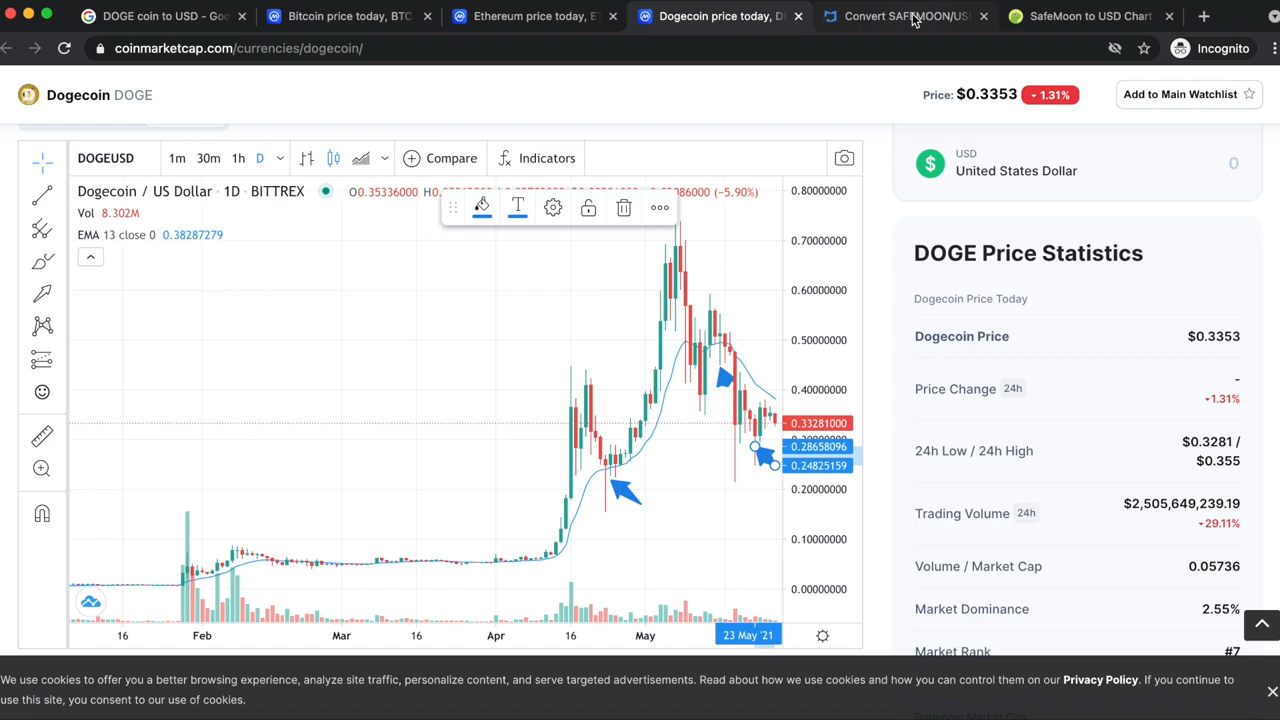 DOGE coin to USD - Goo
Bitcoin price today, BTC
Ethereum price today, E
Dogecoin price today, D
Convert SAFEMOON/US
SafeMoon to USD Chart
coinmarketcap.com/currencies/dogecoin/
Incognito
Dogecoin DOGE
Price: $0.3353 1.31%
Add to Main Watchlist
DOGEUSD 1m 30m 1h D Compare Indicators
Dogecoin / US Dollar · 1D · BITTREX
O0.35336000 (−5.90%)
Vol 8.302M
EMA 13 close 0 0.38287279
0.80000000
0.70000000
0.60000000
0.50000000
0.40000000
0.33281000
0.28658096
0.24825159
0.20000000
0.10000000
0.00000000
16 Feb Mar 16 Apr 16 May 23 May '21
USD
United States Dollar
0
DOGE Price Statistics
Dogecoin Price Today
Dogecoin Price $0.3353
Price Change 24h -
1.31%
24h Low / 24h High $0.3281 /
$0.355
Trading Volume 24h $2,505,649,239.19
29.11%
Volume / Market Cap 0.05736
Market Dominance 2.55%
Market Rank #7
We use cookies to offer you a better browsing experience, analyze site traffic, personalize content, and serve targeted advertisements. Read about how we use cookies and how you can control them on our Privacy Policy. If you continue to
use this site, you consent to our use of cookies.